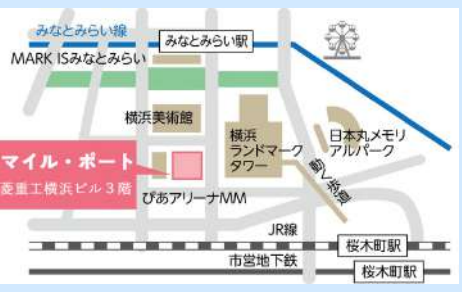 みなとみらい線
みなとみらい駅
MARK ISみなとみらい
横浜美術館
横浜
ランドマーク
タワー
日本丸メモリ
アルパーク
マイル・ポート
菱重工横浜ビル3階
動く歩道
ぴあアリーナMM
JR線
桜木町駅
市営地下鉄
桜木町駅